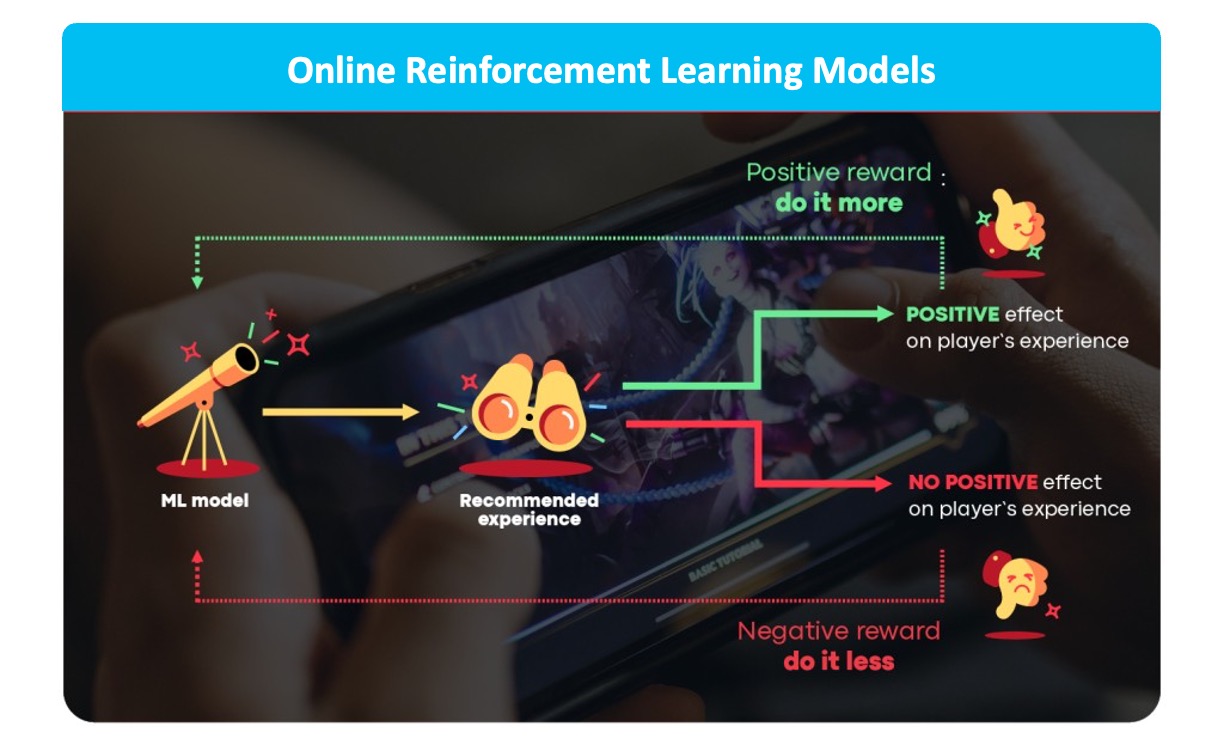 Online Reinforcement Learning Models
Positive reward :
do it more
POSITIVE effect
on player`s experience
ML model
Recommended
experience
NO POSITIVE effect
on player`s experience
BASIC TUTORIAL
Negative reward
do it less